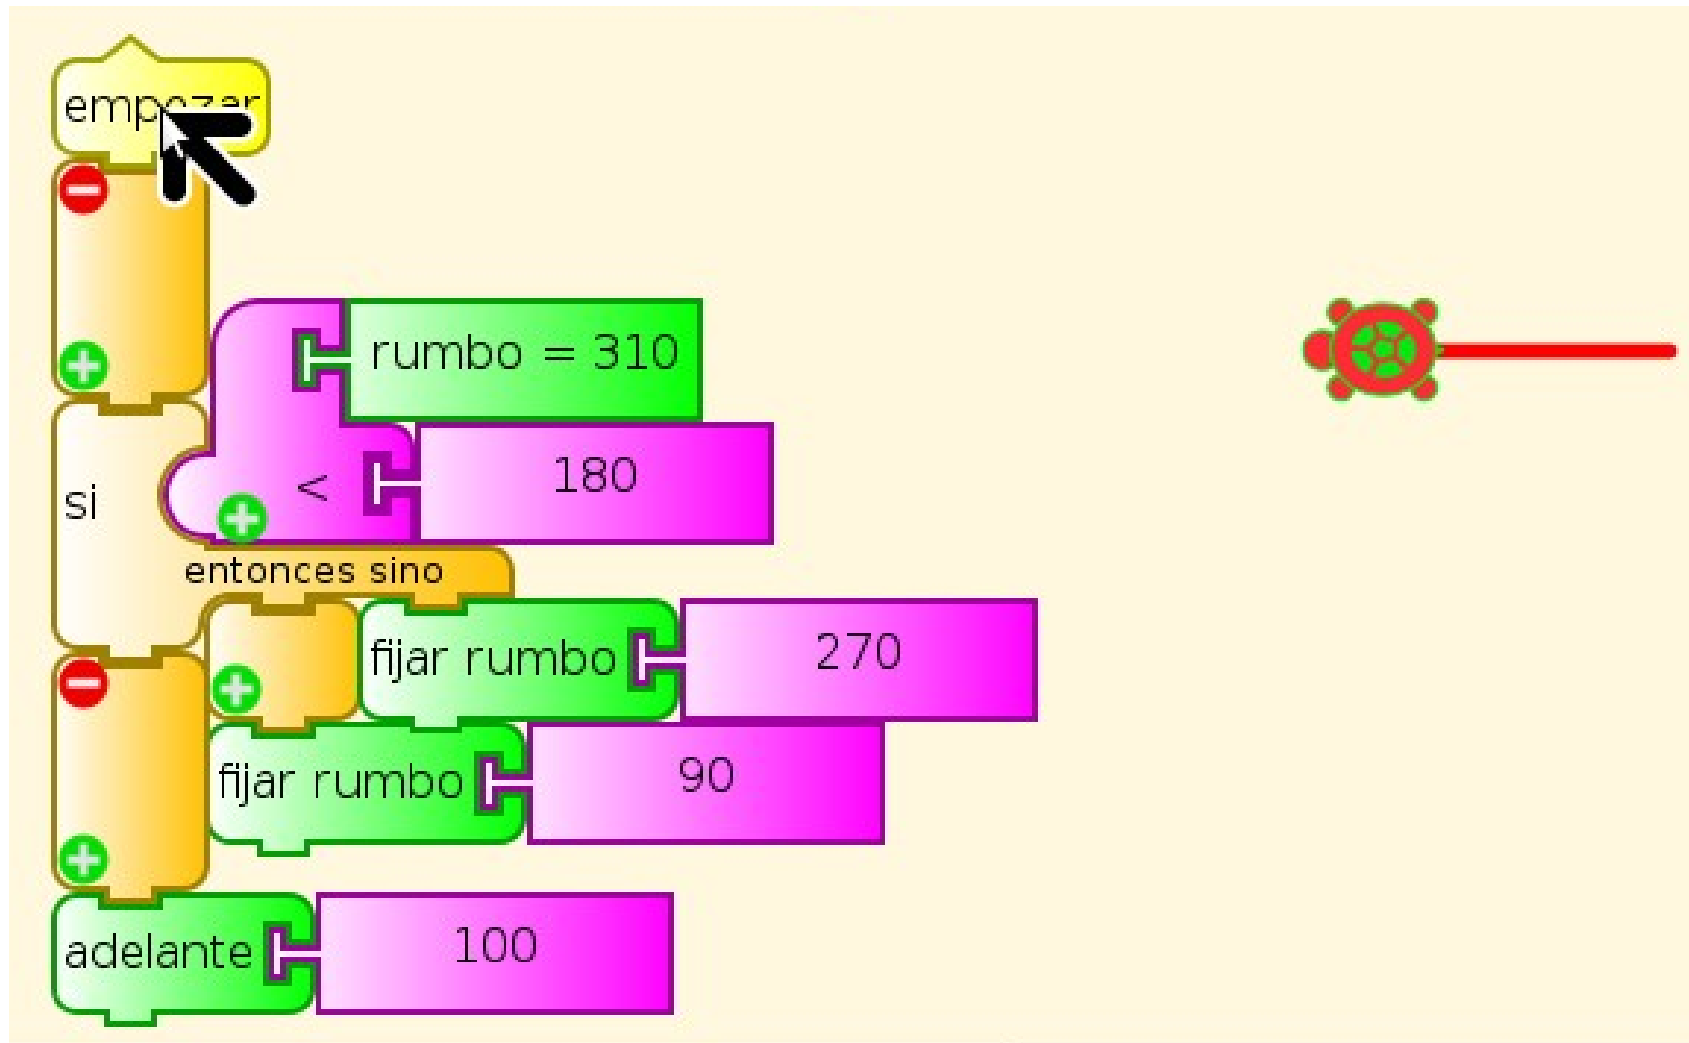 empezar
rumbo = 310
si < 180
entonces sino
fijar rumbo 270
fijar rumbo 90
adelante 100